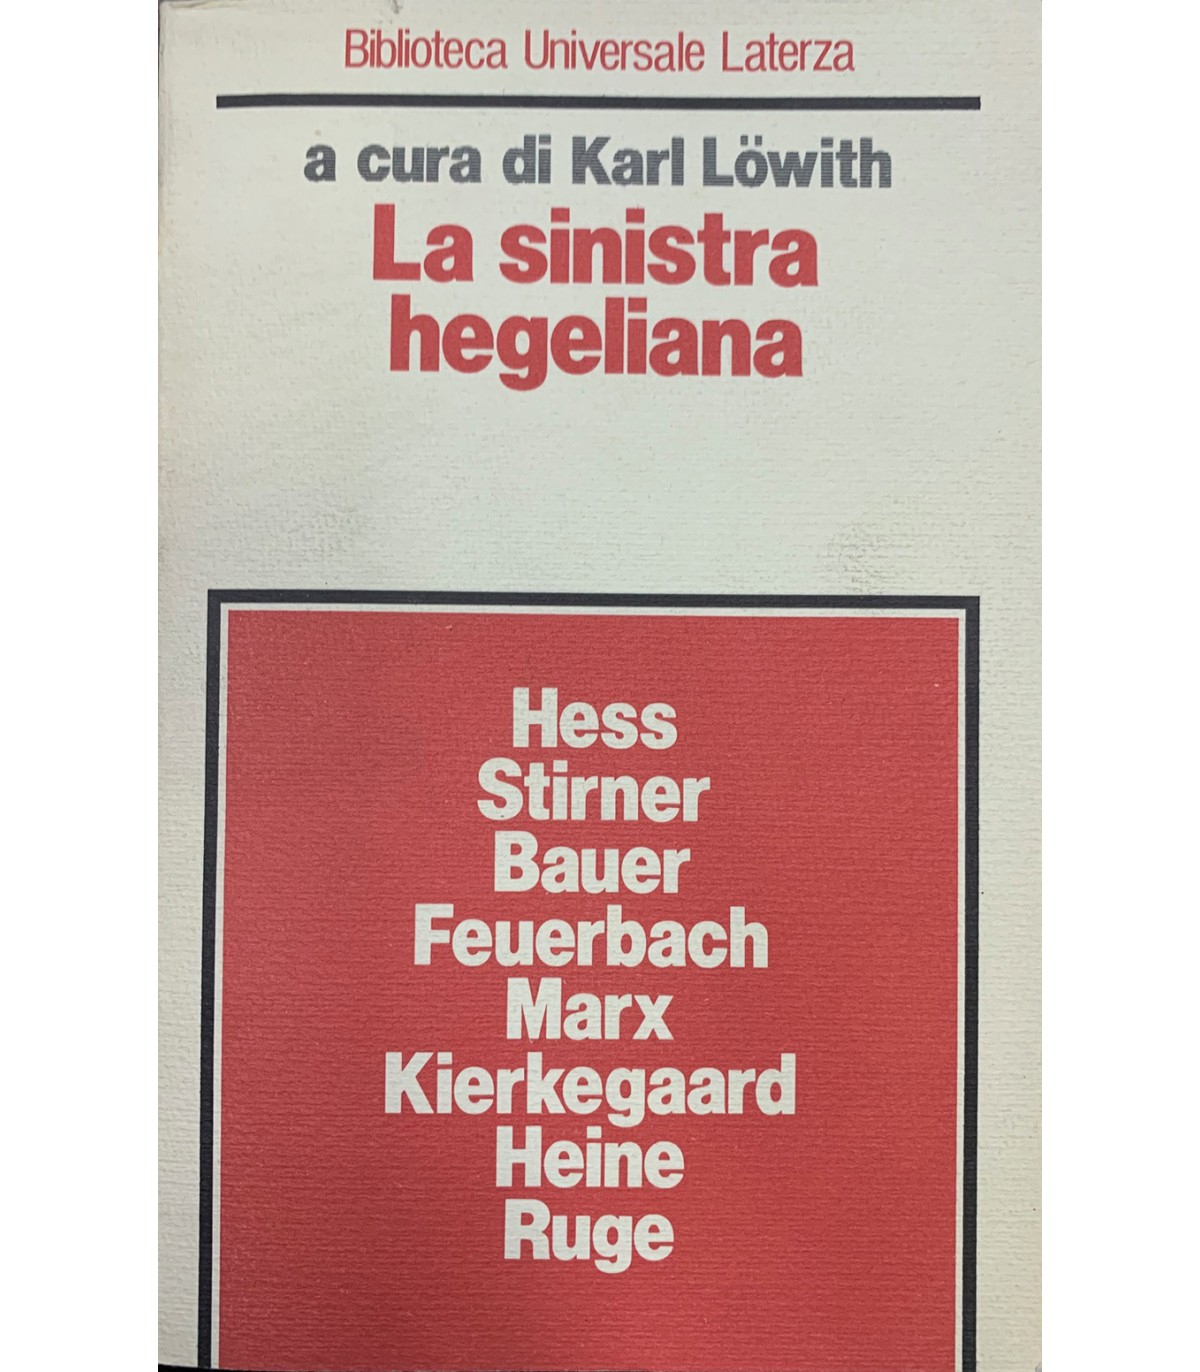 Biblioteca Universale Laterza
a cura di Karl Löwith
La sinistra
hegeliana
Hess
Stirner
Bauer
Feuerbach
Marx
Kierkegaard
Heine
Ruge